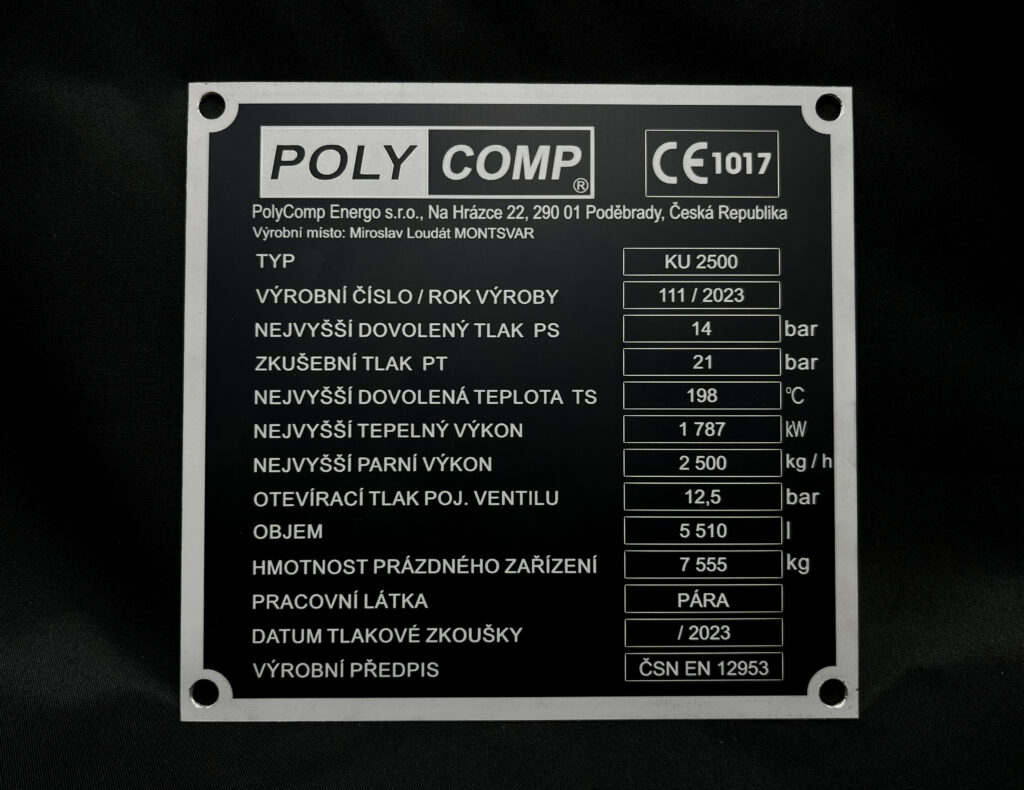 POLY COMP ®
CE 1017
PolyComp Energo s.r.o., Na Hrázce 22, 290 01 Poděbrady, Česká Republika
Výrobní místo: Miroslav Loudát MONTSVAR
TYP KU 2500
VÝROBNÍ ČÍSLO / ROK VÝROBY 111 / 2023
NEJVYŠŠÍ DOVOLENÝ TLAK PS 14 bar
ZKUŠEBNÍ TLAK PT 21 bar
NEJVYŠŠÍ DOVOLENÁ TEPLOTA TS 198 °C
NEJVYŠŠÍ TEPELNÝ VÝKON 1 787 kW
NEJVYŠŠÍ PARNÍ VÝKON 2 500 kg / h
OTEVÍRACÍ TLAK POJ. VENTILU 12,5 bar
OBJEM 5 510 l
HMOTNOST PRÁZDNÉHO ZAŘÍZENÍ 7 555 kg
PRACOVNÍ LÁTKA PÁRA
DATUM TLAKOVÉ ZKOUŠKY / 2023
VÝROBNÍ PŘEDPIS ČSN EN 12953